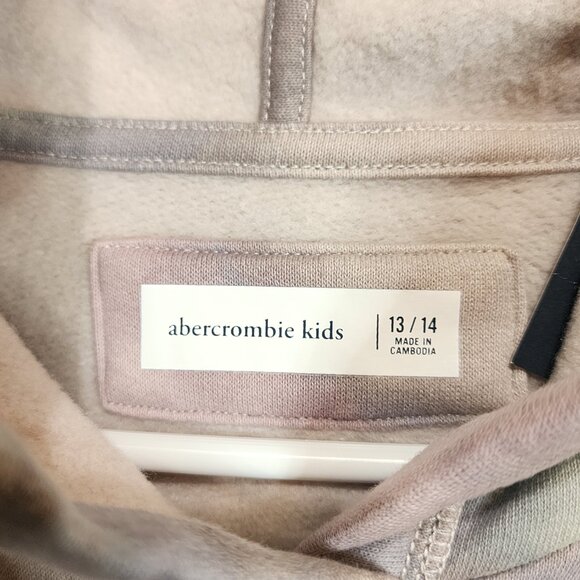 abercrombie kids
13 / 14
MADE IN
CAMBODIA